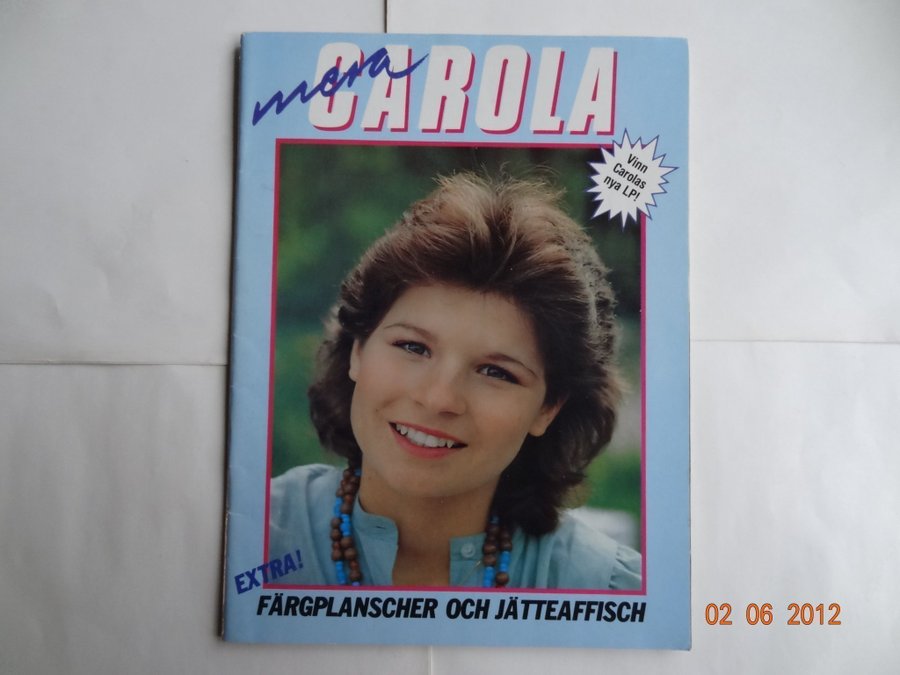 mera
CAROLA
Vinn
Carolas
nya LP!
EXTRA!
FÄRGPLANSCHER OCH JÄTTEAFFISCH
02 06 2012